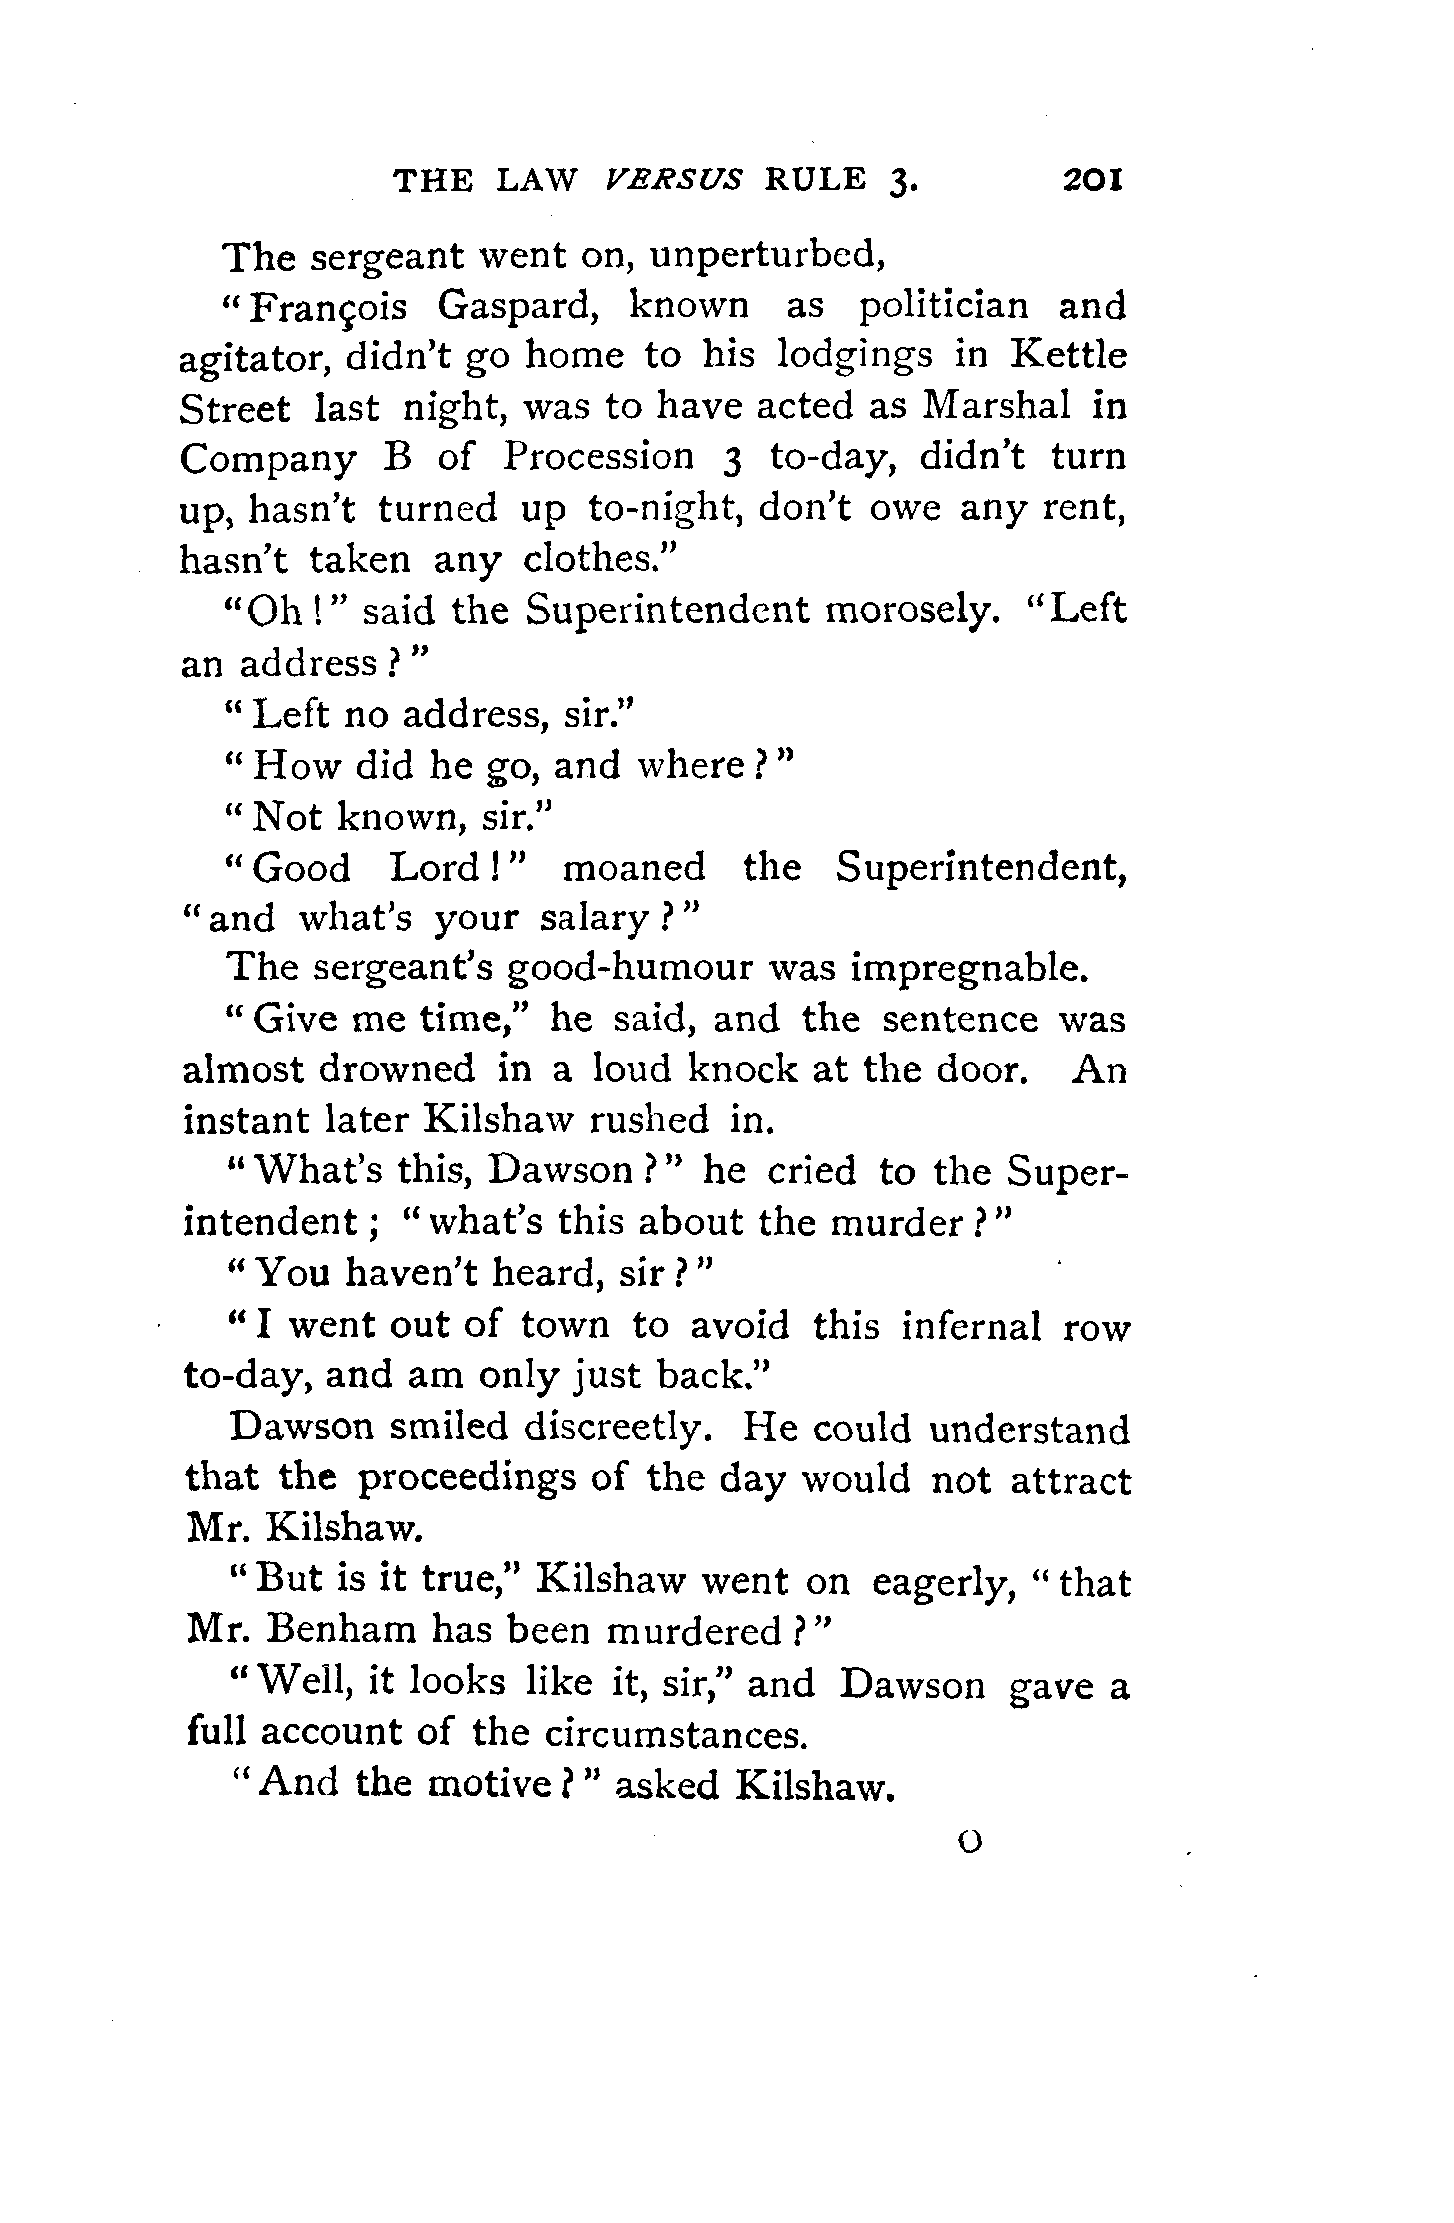 THE LAW VERSUS RULE 3. 201
The sergeant went on, unperturbed,
“François Gaspard, known as politician and
agitator, didn’t go home to his lodgings in Kettle
Street last night, was to have acted as Marshal in
Company B of Procession 3 to-day, didn’t turn
up, hasn’t turned up to-night, don’t owe any rent,
hasn’t taken any clothes.”
“Oh!” said the Superintendent morosely. “Left
an address?”
“Left no address, sir.”
“How did he go, and where?”
“Not known, sir.”
“Good Lord!” moaned the Superintendent,
“and what’s your salary?”
The sergeant’s good-humour was impregnable.
“Give me time,” he said, and the sentence was
almost drowned in a loud knock at the door. An
instant later Kilshaw rushed in.
“What’s this, Dawson?” he cried to the Super-
intendent; “what’s this about the murder?”
“You haven’t heard, sir?”
“I went out of town to avoid this infernal row
to-day, and am only just back.”
Dawson smiled discreetly. He could understand
that the proceedings of the day would not attract
Mr. Kilshaw.
“But is it true,” Kilshaw went on eagerly, “that
Mr. Benham has been murdered?”
“Well, it looks like it, sir,” and Dawson gave a
full account of the circumstances.
“And the motive?” asked Kilshaw.
O